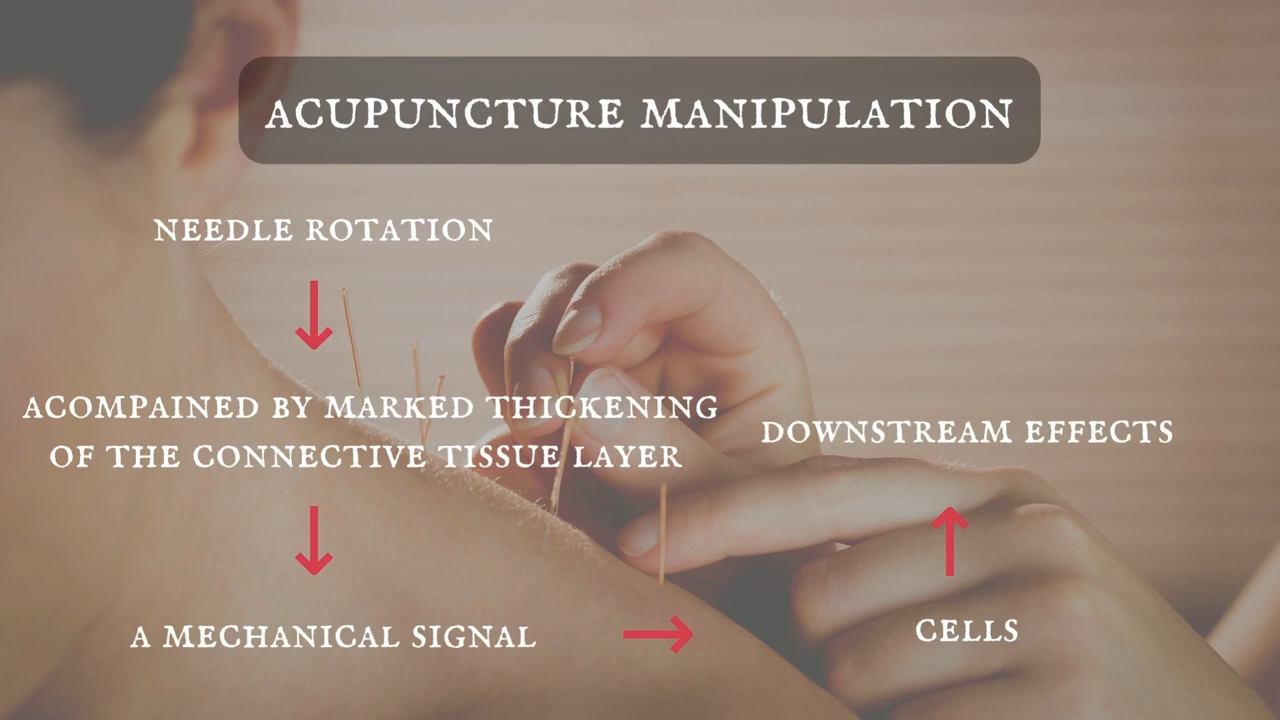 ACUPUNCTURE MANIPULATION
NEEDLE ROTATION
ACOMPAINED BY MARKED THICKENING
OF THE CONNECTIVE TISSUE LAYER
A MECHANICAL SIGNAL
CELLS
DOWNSTREAM EFFECTS